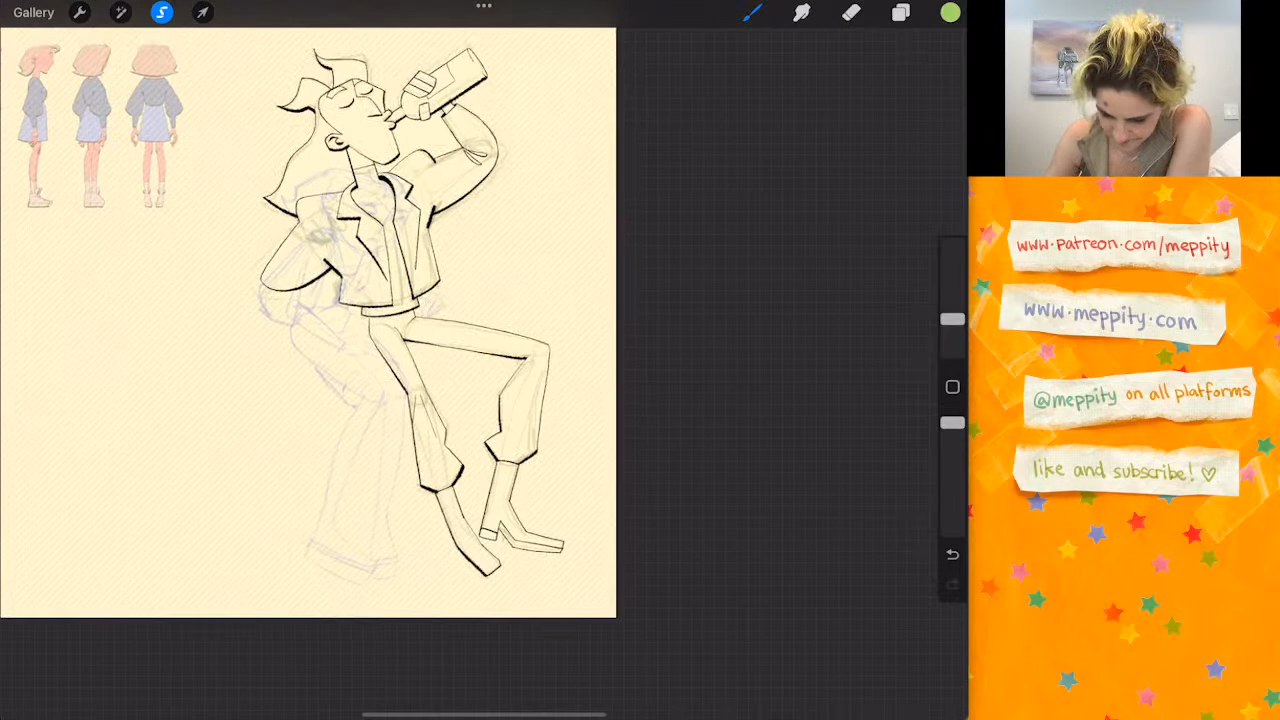 Gallery
www.patreon.com/meppity
www.meppity.com
@meppity on all platforms
like and subscribe! ♡